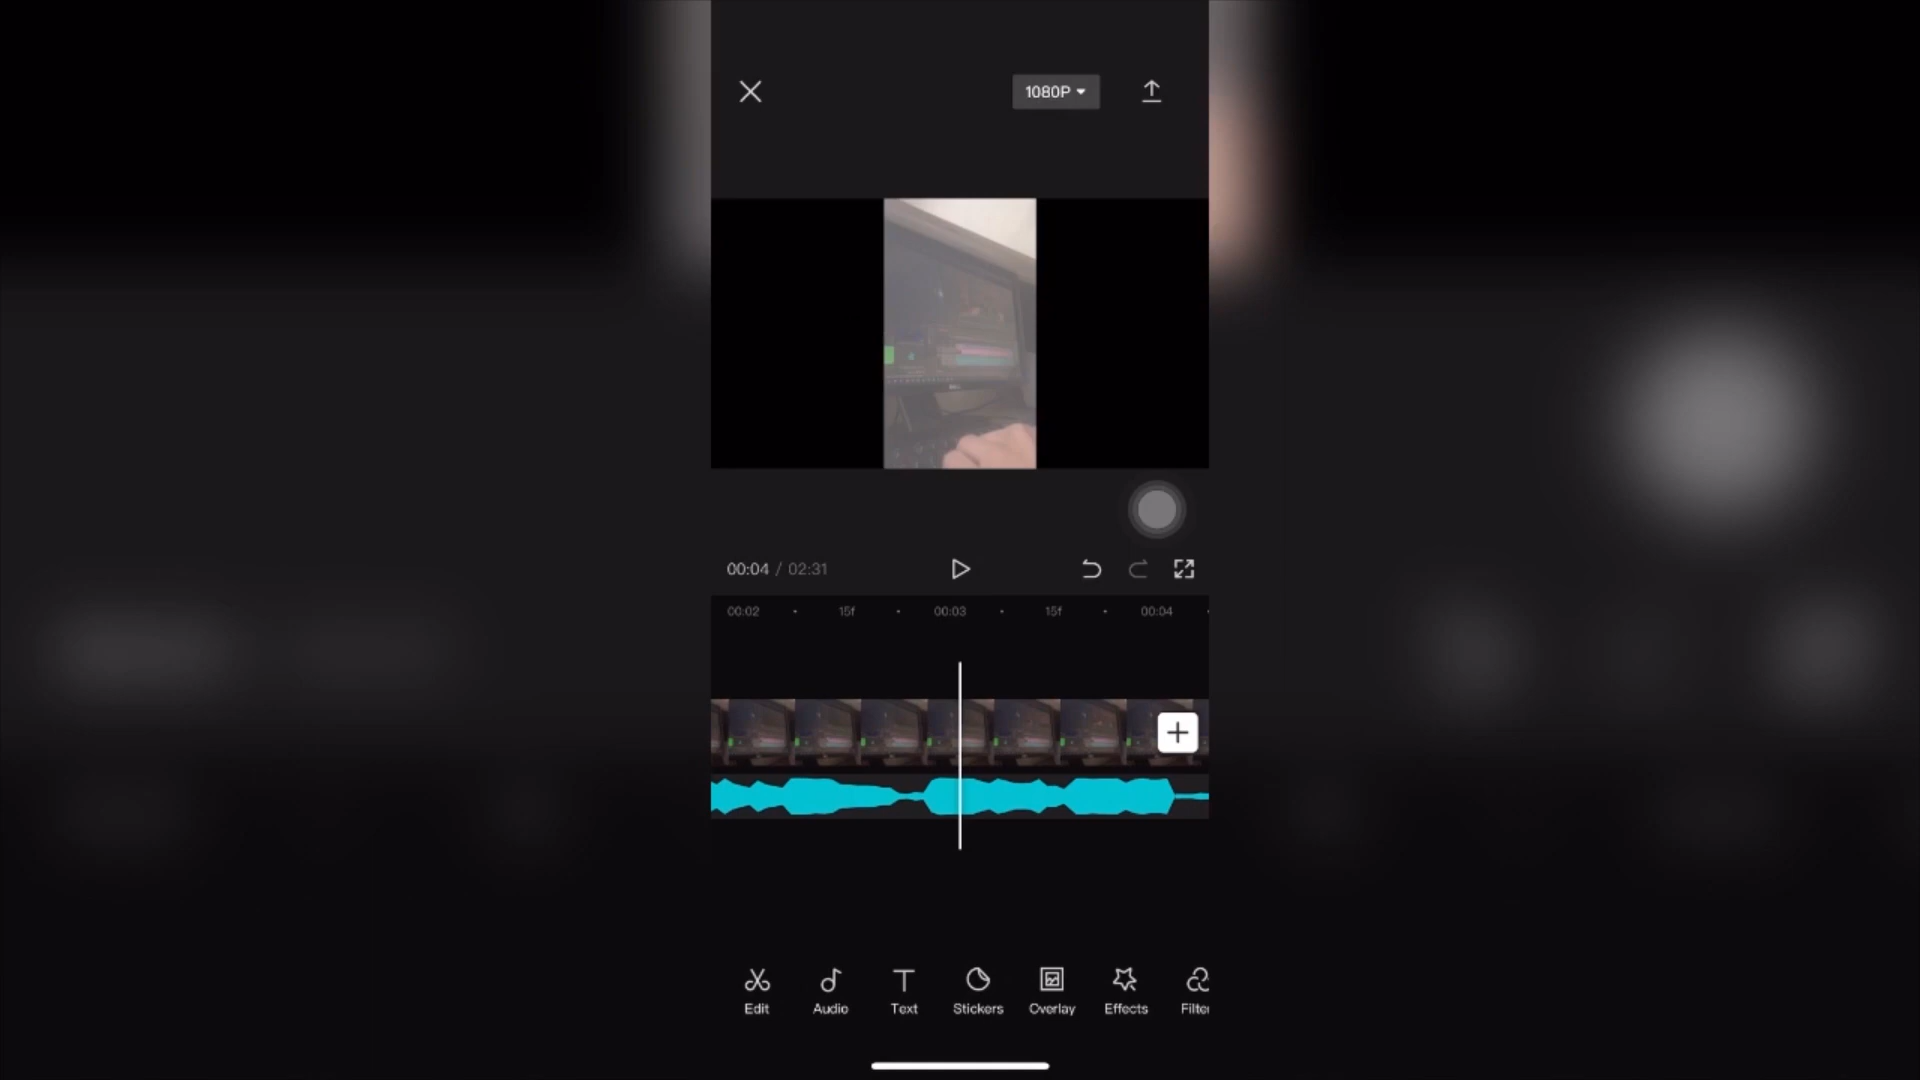 1080P
00:04 / 02:31
00:02 15f 00:03 15f 00:04
Edit Audio Text Stickers Overlay Effects Filter